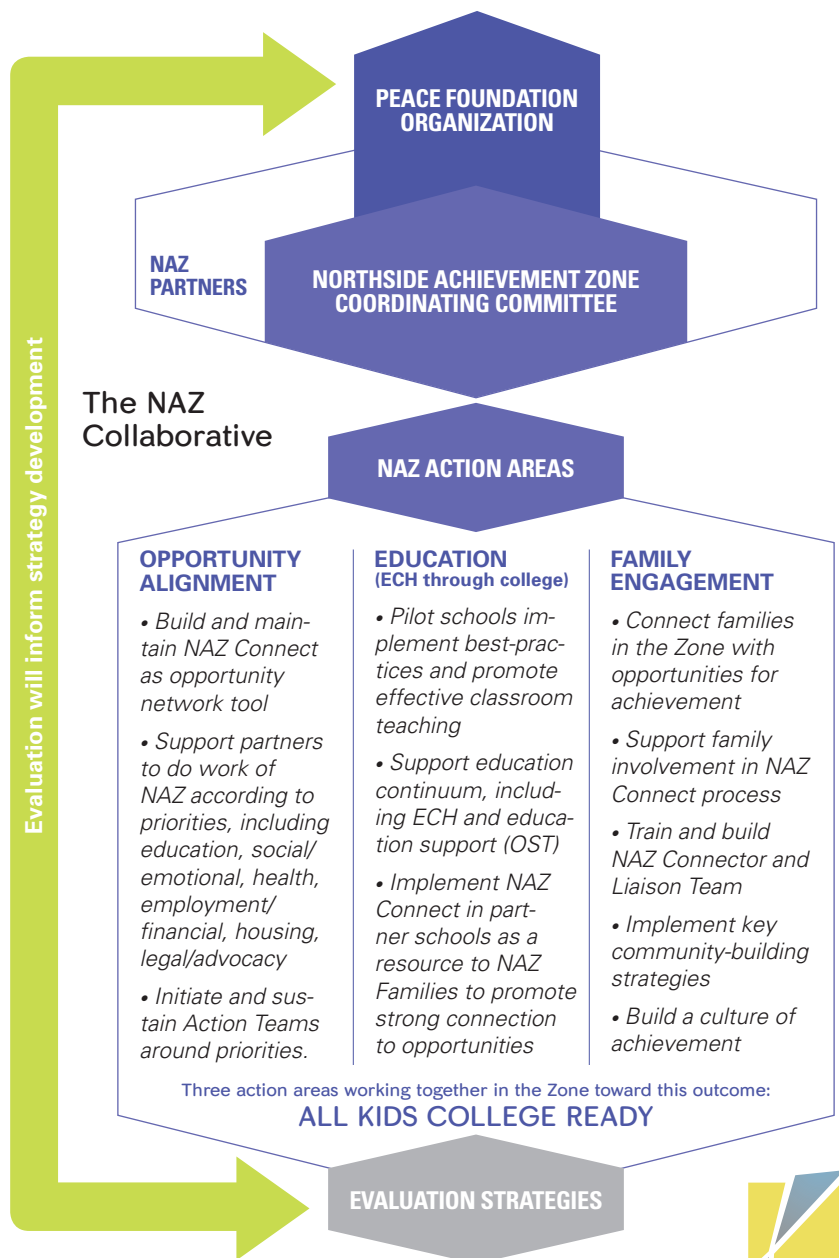 PEACE FOUNDATION
ORGANIZATION
NAZ
PARTNERS
NORTHSIDE ACHIEVEMENT ZONE
COORDINATING COMMITTEE
Evaluation will inform strategy development
The NAZ
Collaborative
NAZ ACTION AREAS
OPPORTUNITY
ALIGNMENT
• Build and main-
tain NAZ Connect
as opportunity
network tool
• Support partners
to do work of
NAZ according to
priorities, including
education, social/
emotional, health,
employment/
financial, housing,
legal/advocacy
• Initiate and sus-
tain Action Teams
around priorities.
EDUCATION
(ECH through college)
• Pilot schools im-
plement best-prac-
tices and promote
effective classroom
teaching
• Support education
continuum, includ-
ing ECH and educa-
tion support (OST)
• Implement NAZ
Connect in part-
ner schools as a
resource to NAZ
Families to promote
strong connection
to opportunities
FAMILY
ENGAGEMENT
• Connect families
in the Zone with
opportunities for
achievement
• Support family
involvement in NAZ
Connect process
• Train and build
NAZ Connector and
Liaison Team
• Implement key
community-building
strategies
• Build a culture of
achievement
Three action areas working together in the Zone toward this outcome:
ALL KIDS COLLEGE READY
EVALUATION STRATEGIES